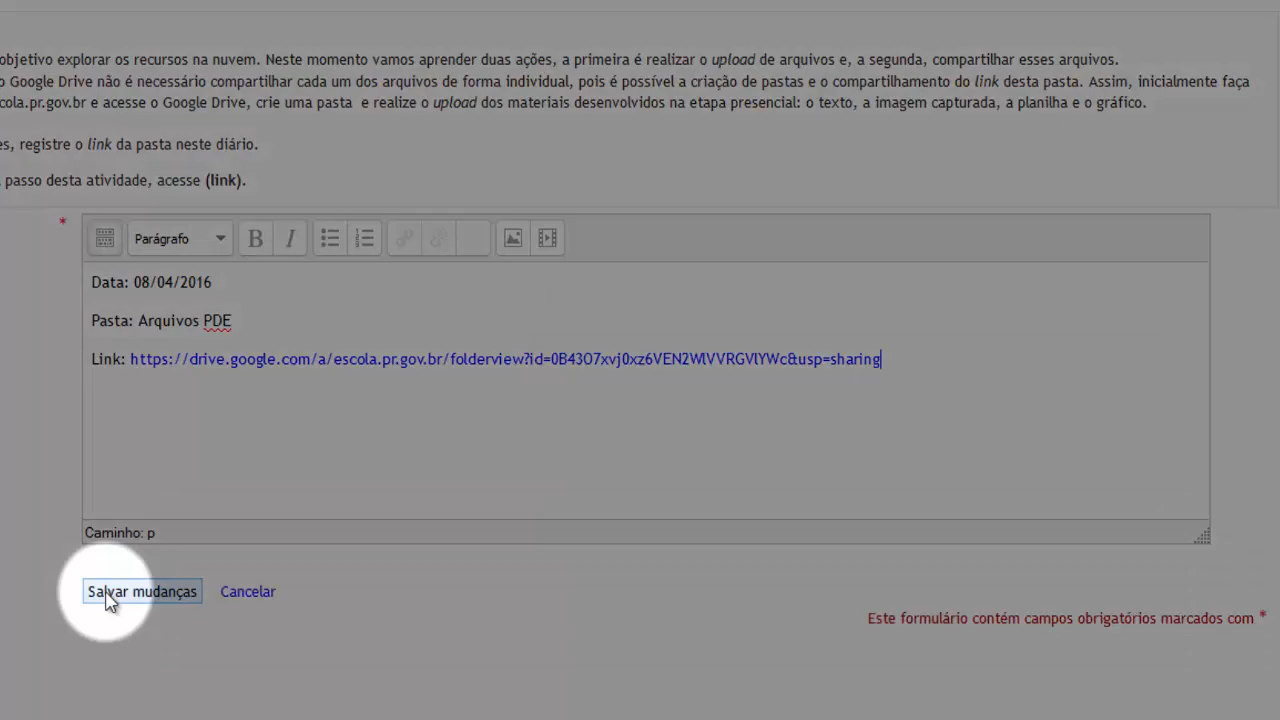 objetivo explorar os recursos na nuvem. Neste momento vamos aprender duas ações, a primeira é realizar o upload de arquivos e, a segunda, compartilhar esses arquivos.
o Google Drive não é necessário compartilhar cada um dos arquivos de forma individual, pois é possível a criação de pastas e o compartilhamento do link desta pasta. Assim, inicialmente faça
cola.pr.gov.br e acesse o Google Drive, crie uma pasta e realize o upload dos materiais desenvolvidos na etapa presencial: o texto, a imagem capturada, a planilha e o gráfico.
es, registre o link da pasta neste diário.
passo desta atividade, acesse (link).
*
Parágrafo B I
Data: 08/04/2016
Pasta: Arquivos PDE
Link: https://drive.google.com/a/escola.pr.gov.br/folderview?id=0B43O7xvj0xz6VEN2WlVVRGVlYWc&usp=sharing
Caminho: p
Salvar mudanças Cancelar
Este formulário contém campos obrigatórios marcados com *